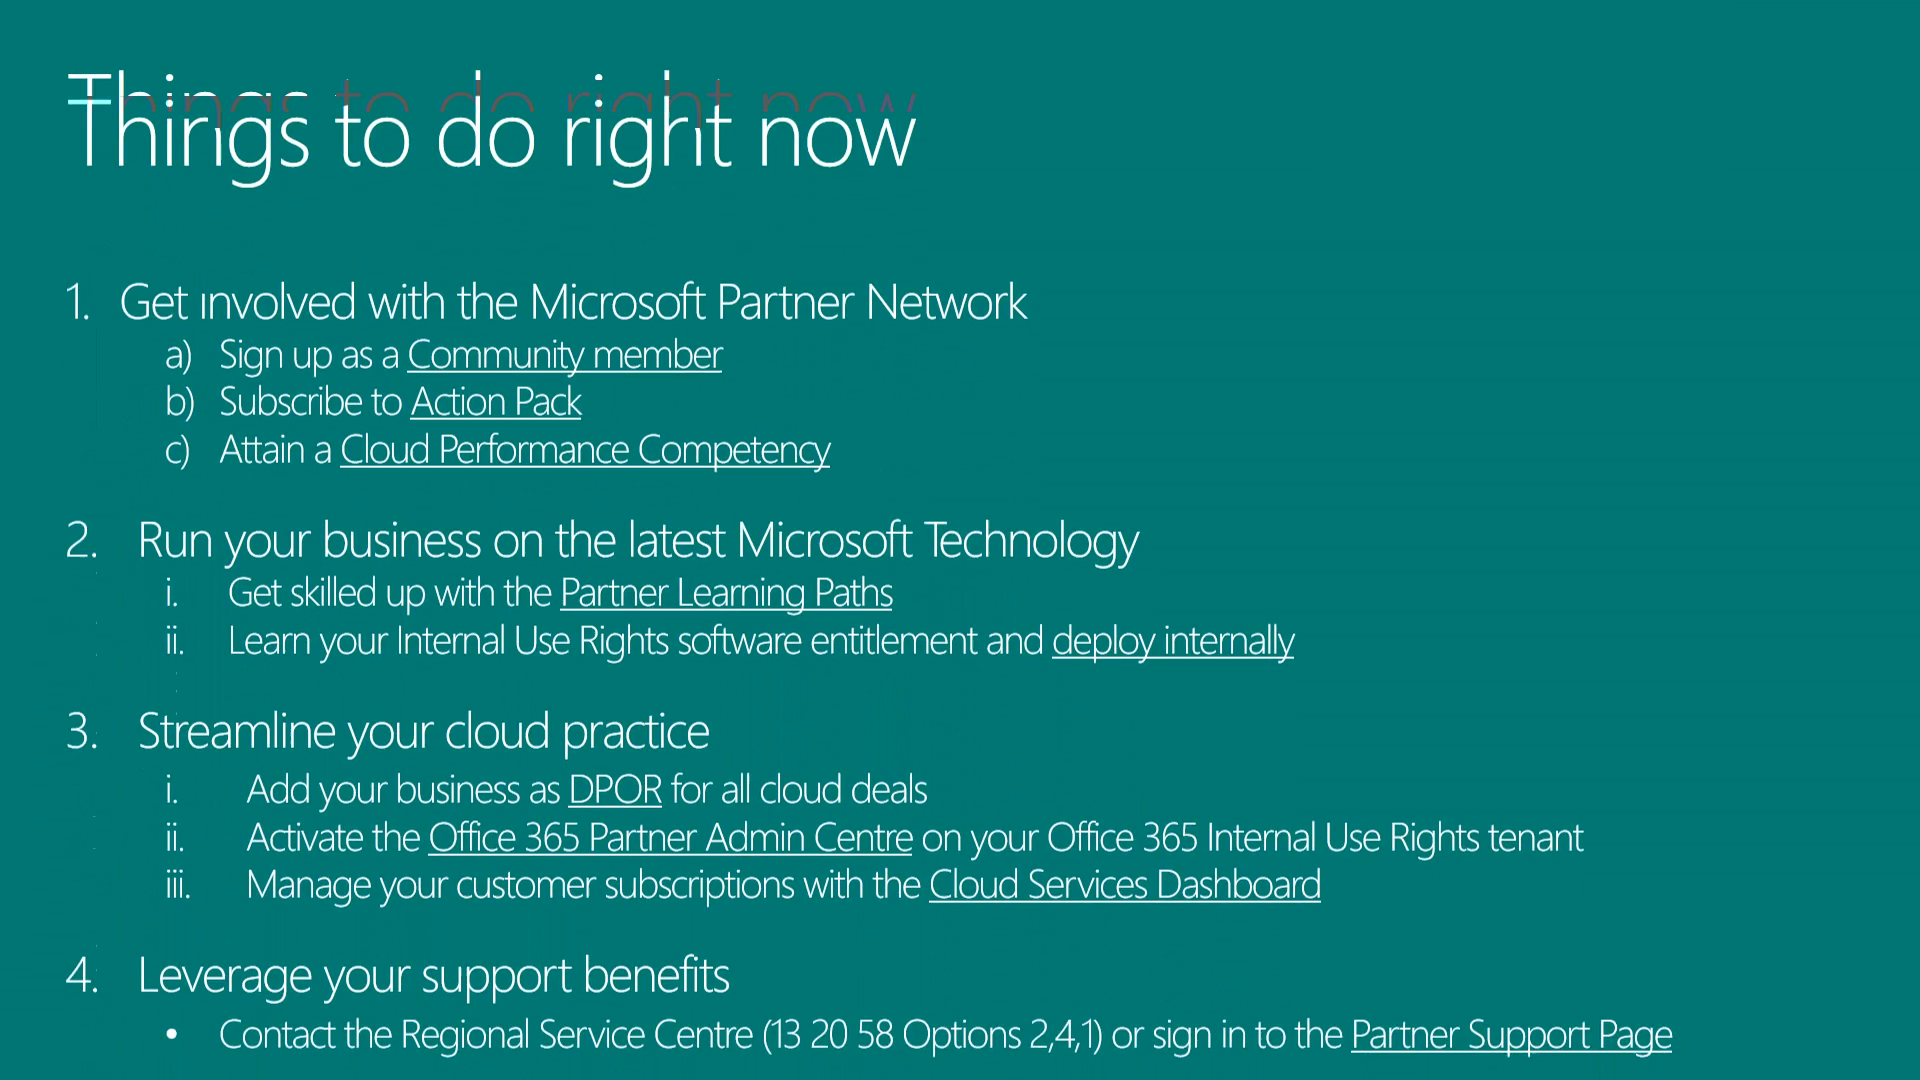 Things to do right now
1. Get involved with the Microsoft Partner Network
a) Sign up as a Community member
b) Subscribe to Action Pack
c) Attain a Cloud Performance Competency
2. Run your business on the latest Microsoft Technology
i. Get skilled up with the Partner Learning Paths
ii. Learn your Internal Use Rights software entitlement and deploy internally
3. Streamline your cloud practice
i. Add your business as DPOR for all cloud deals
ii. Activate the Office 365 Partner Admin Centre on your Office 365 Internal Use Rights tenant
iii. Manage your customer subscriptions with the Cloud Services Dashboard
4. Leverage your support benefits
• Contact the Regional Service Centre (13 20 58 Options 2,4,1) or sign in to the Partner Support Page